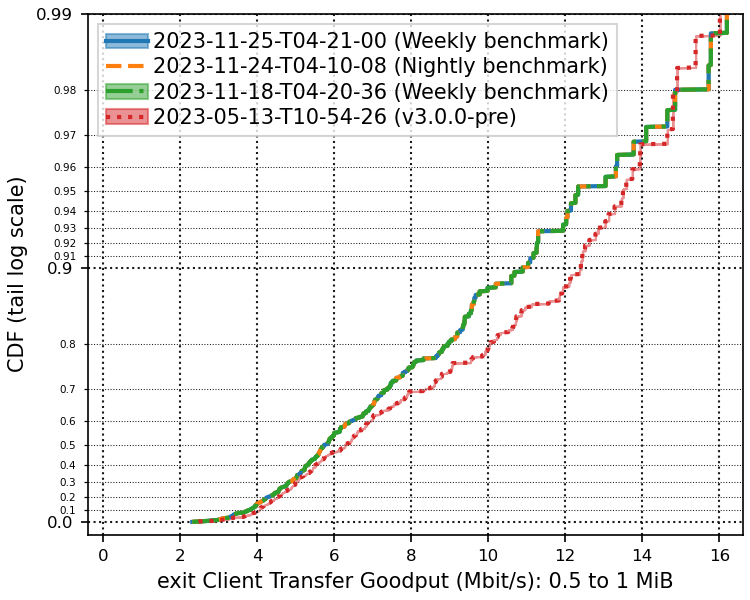 0.99
0.98
0.97
0.96
0.95
0.94
0.93
0.92
0.91
0.9
0.8
0.7
0.6
0.5
0.4
0.3
0.2
0.1
0.0
CDF (tail log scale)
2023-11-25-T04-21-00 (Weekly benchmark)
2023-11-24-T04-10-08 (Nightly benchmark)
2023-11-18-T04-20-36 (Weekly benchmark)
2023-05-13-T10-54-26 (v3.0.0-pre)
0 2 4 6 8 10 12 14 16
exit Client Transfer Goodput (Mbit/s): 0.5 to 1 MiB